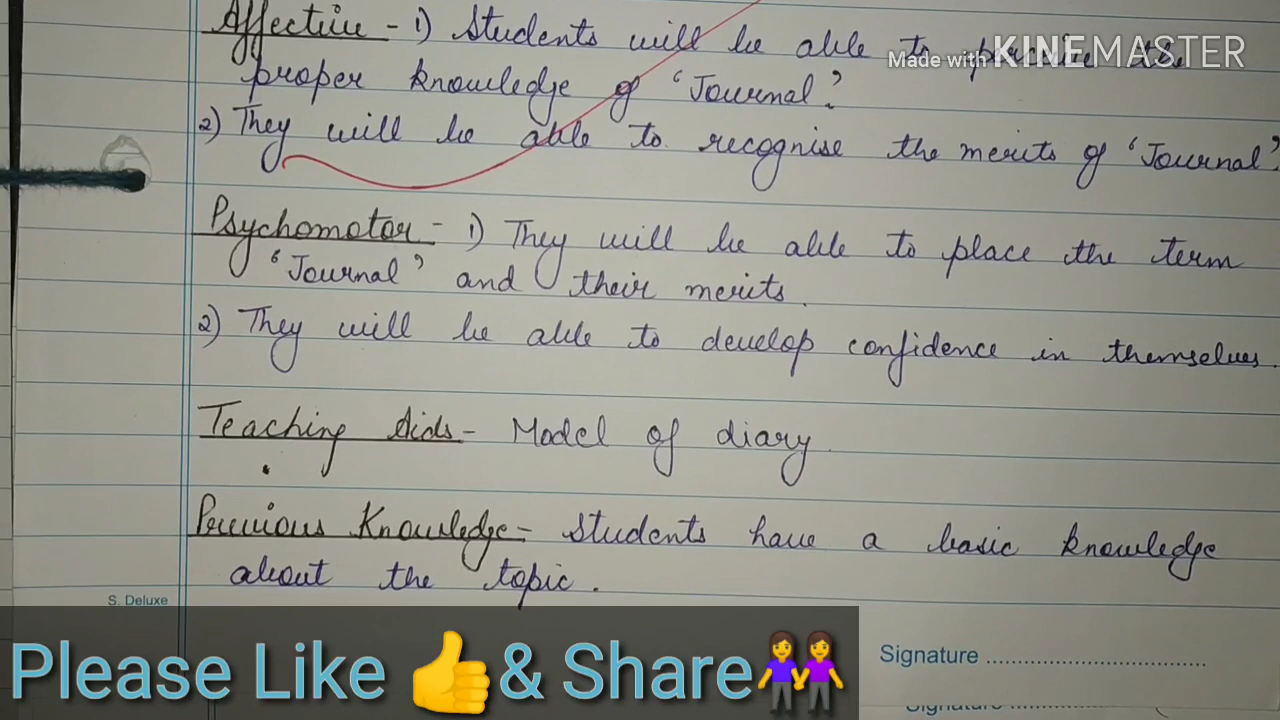 Affective - 1) Students will be able to perceive the
Made with KINEMASTER
proper knowledge of 'Journal'.
2) They will be able to recognise the merits of 'Journal'.
Psychomotor - 1) They will be able to place the term
'Journal' and their merits.
2) They will be able to develop confidence in themselves.
Teaching Aids - Model of diary.
Previous Knowledge - Students have a basic knowledge
about the topic.
S. Deluxe
Please Like 👍& Share👭
Signature ....................................
Signature